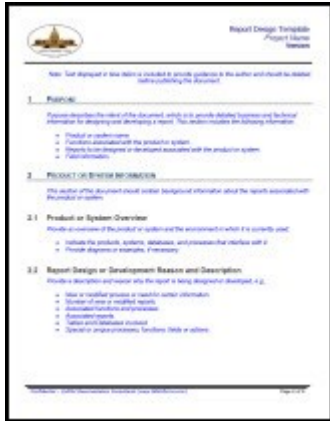 Report Design Template
Project Name
Version
Note: Text displayed in blue italics is included to provide guidance to the author and should be deleted
before publishing the document.
1 PURPOSE
Purpose describes the intent of the document, which is to provide detailed business and technical
information for designing and developing a report. This section includes the following information:
Product or system name
Functions associated with the product or system
Reports to be designed or developed associated with the product or system
Field information
2 PRODUCT OR SYSTEM INFORMATION
This section of the document should contain background information about the reports associated with
the product or system.
2.1 Product or System Overview
Provide an overview of the product or system and the environment in which it is currently used.
Indicate the products, systems, databases, and processes that interface with it
Provide diagrams or examples, if necessary
2.2 Report Design or Development Reason and Description
Provide a description and reason why the report is being designed or developed, e.g.,
New or modified process or need for certain information
Number of new or modified reports
Associated functions and processes
Associated reports
Tables and databases involved
Special or unique processes, functions, fields or actions